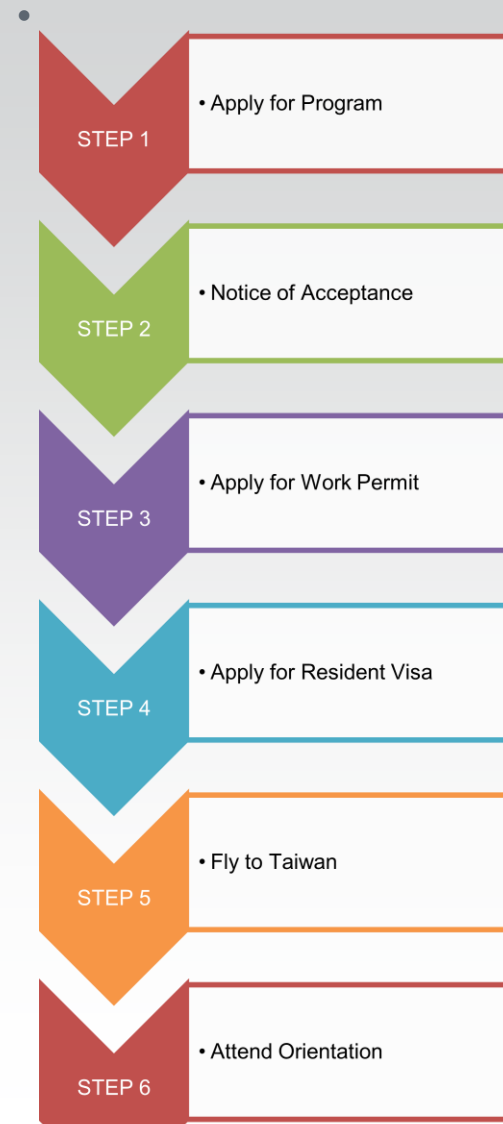 STEP 1
• Apply for Program
STEP 2
• Notice of Acceptance
STEP 3
• Apply for Work Permit
STEP 4
• Apply for Resident Visa
STEP 5
• Fly to Taiwan
STEP 6
• Attend Orientation